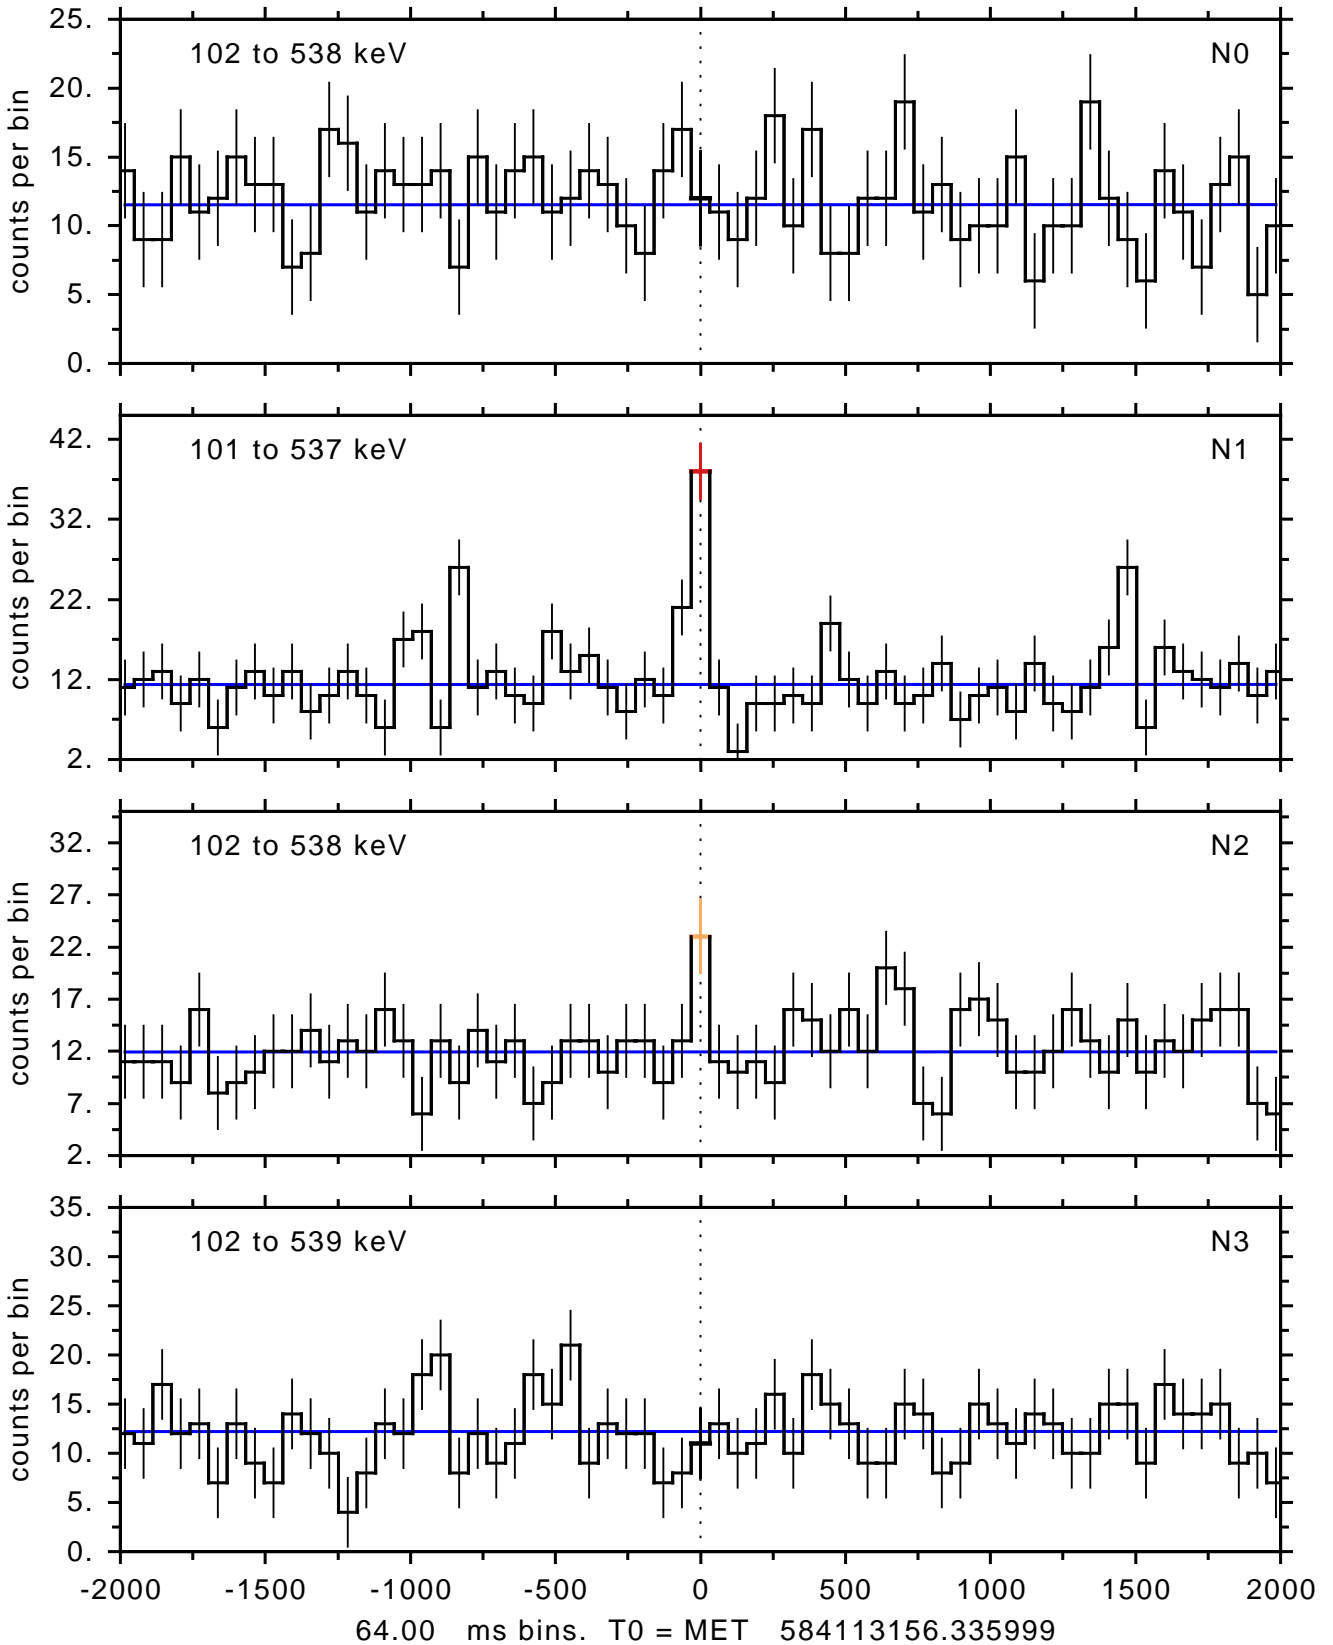 25.
20.
15.
10.
5.
0.
counts per bin
102 to 538 keV
N0
42.
32.
22.
12.
2.
counts per bin
101 to 537 keV
N1
32.
27.
22.
17.
12.
7.
2.
counts per bin
102 to 538 keV
N2
35.
30.
25.
20.
15.
10.
5.
0.
counts per bin
102 to 539 keV
N3
-2000 -1500 -1000 -500 0 500 1000 1500 2000
64.00 ms bins. T0 = MET 584113156.335999